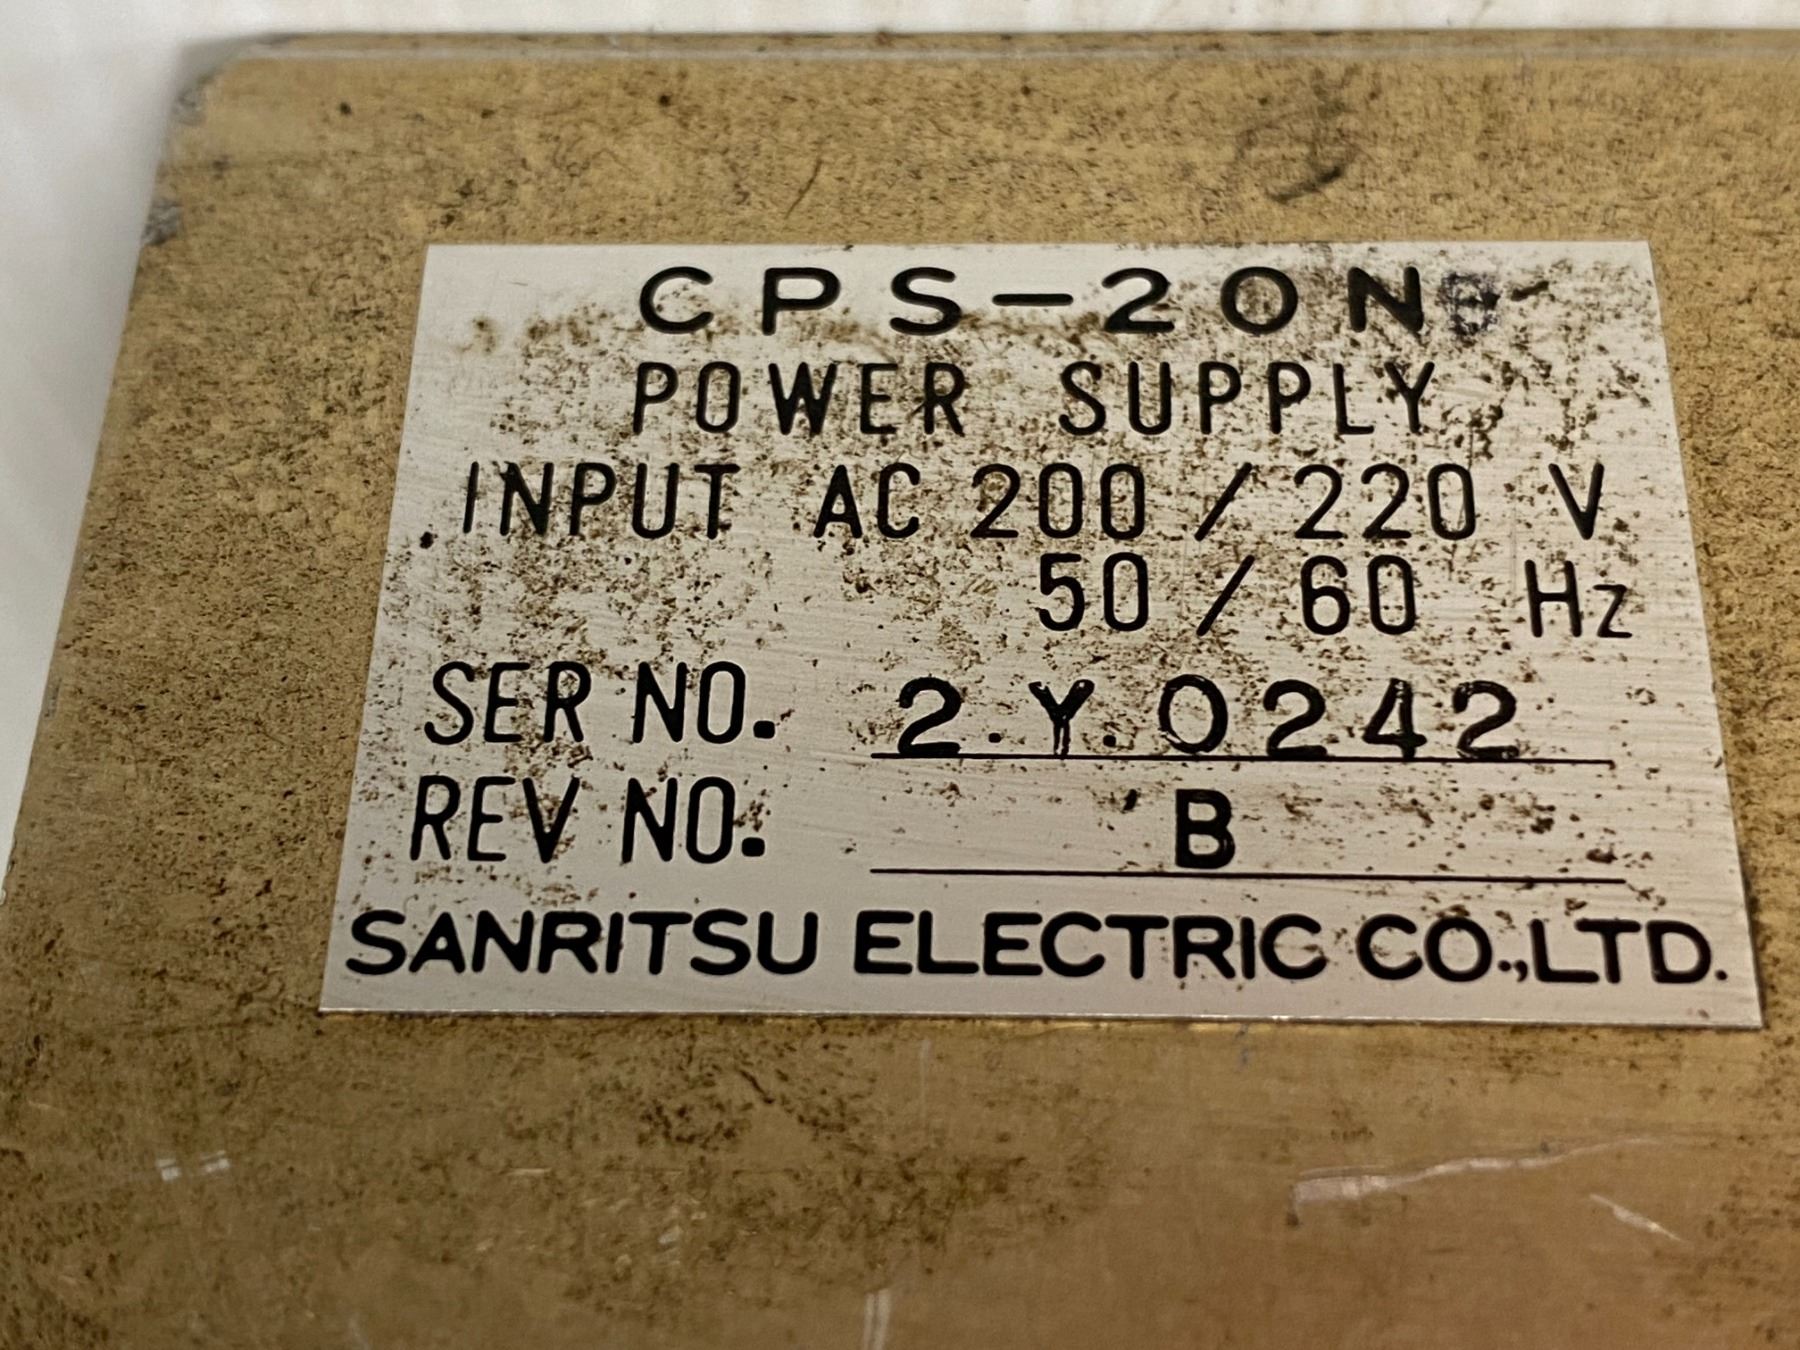 CPS-20N
POWER SUPPLY
INPUT AC 200 / 220 V
50 / 60 Hz
SER NO. 2.Y.0242
REV NO. B
SANRITSU ELECTRIC CO.,LTD.